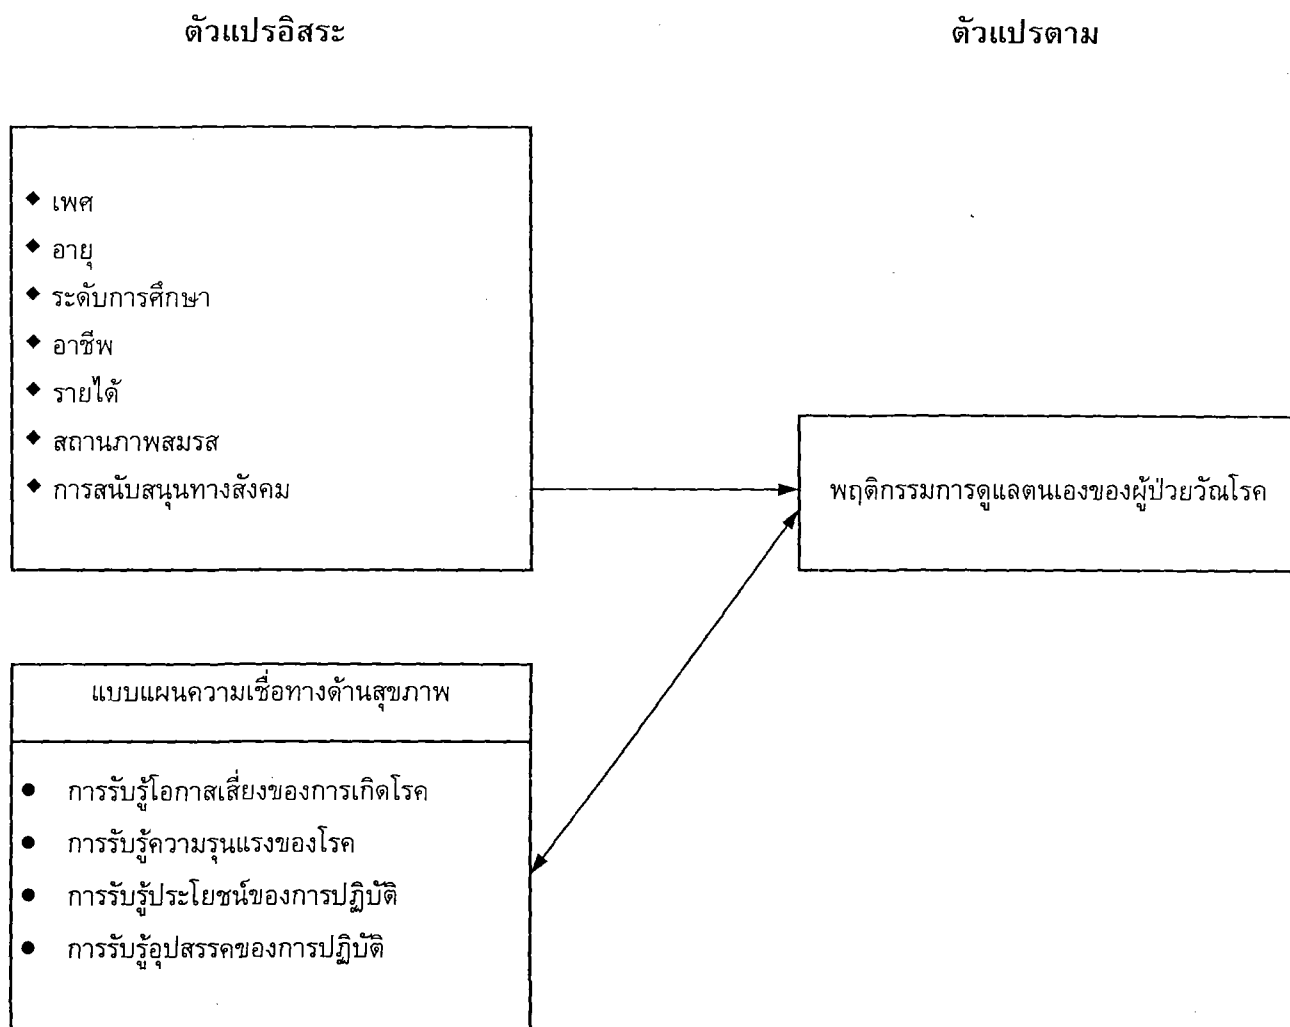 ตัวแปรอิสระ
ตัวแปรตาม
◆ เพศ
◆ อายุ
◆ ระดับการศึกษา
◆ อาชีพ
◆ รายได้
◆ สถานภาพสมรส
◆ การสนับสนุนทางสังคม
พฤติกรรมการดูแลตนเองของผู้ป่วยวัณโรค
แบบแผนความเชื่อทางด้านสุขภาพ
● การรับรู้โอกาสเสี่ยงของการเกิดโรค
● การรับรู้ความรุนแรงของโรค
● การรับรู้ประโยชน์ของการปฏิบัติ
● การรับรู้อุปสรรคของการปฏิบัติ